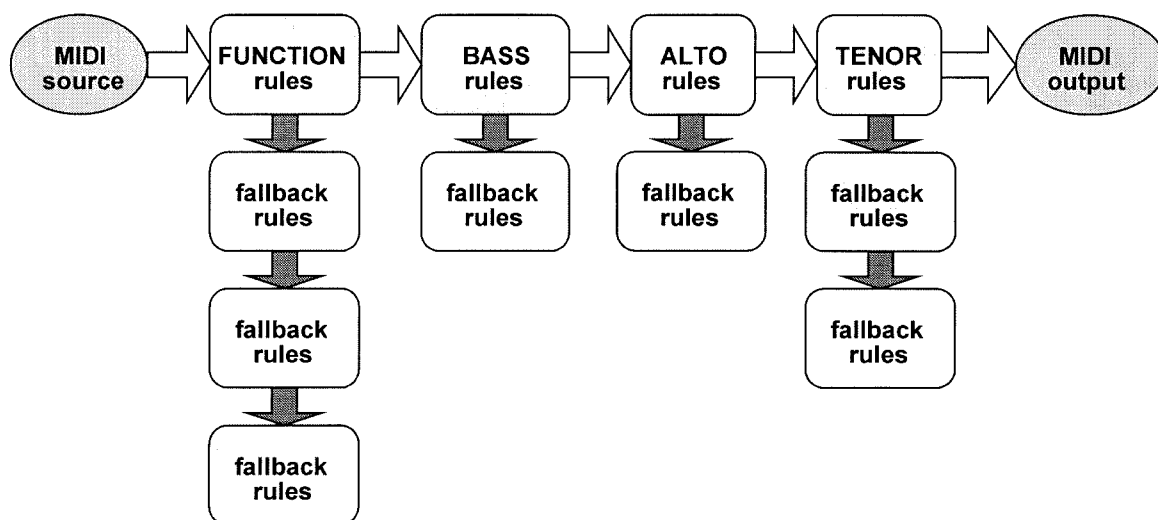 MIDI
source
FUNCTION
rules
BASS
rules
ALTO
rules
TENOR
rules
MIDI
output
fallback
rules
fallback
rules
fallback
rules
fallback
rules
fallback
rules
fallback
rules
fallback
rules